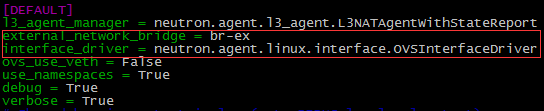 [DEFAULT]
l3_agent_manager = neutron.agent.l3_agent.L3NATAgentWithStateReport
external_network_bridge = br-ex
interface_driver = neutron.agent.linux.interface.OVSInterfaceDriver
ovs_use_veth = False
use_namespaces = True
debug = True
verbose = True